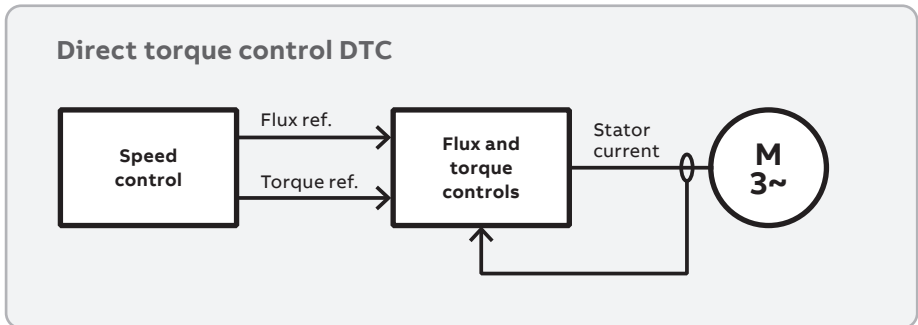 Direct torque control DTC
Speed
control
Flux ref.
Torque ref.
Flux and
torque
controls
Stator
current
M
3~